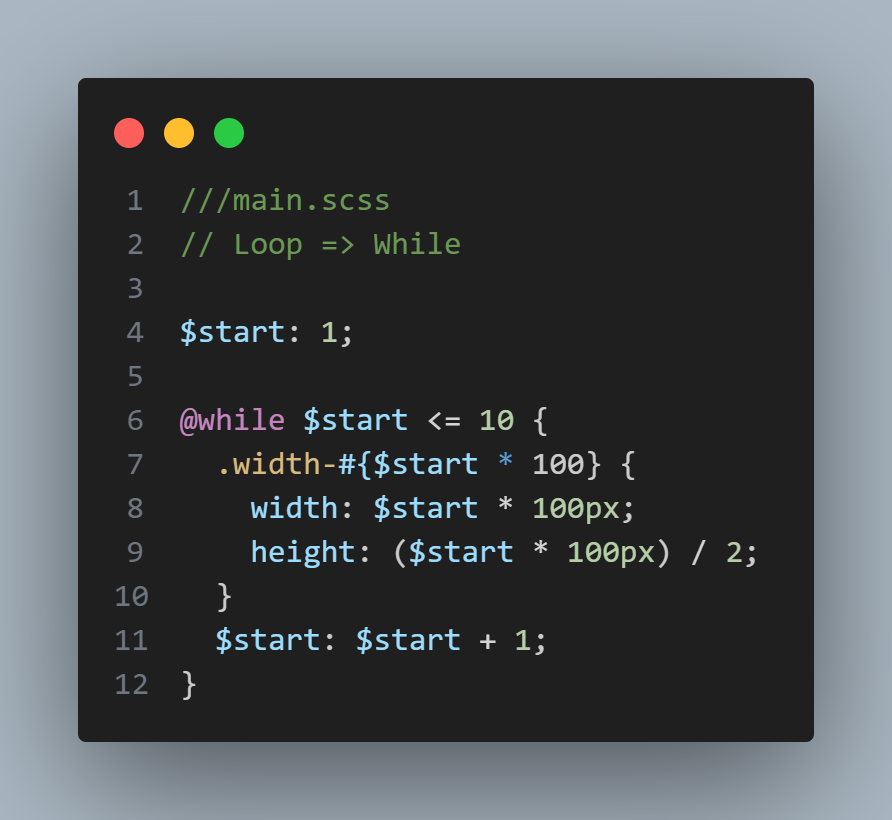 1 ///main.scss
2 // Loop => While
3
4 $start: 1;
5
6 @while $start <= 10 {
7   .width-#{$start * 100} {
8     width: $start * 100px;
9     height: ($start * 100px) / 2;
10   }
11   $start: $start + 1;
12 }